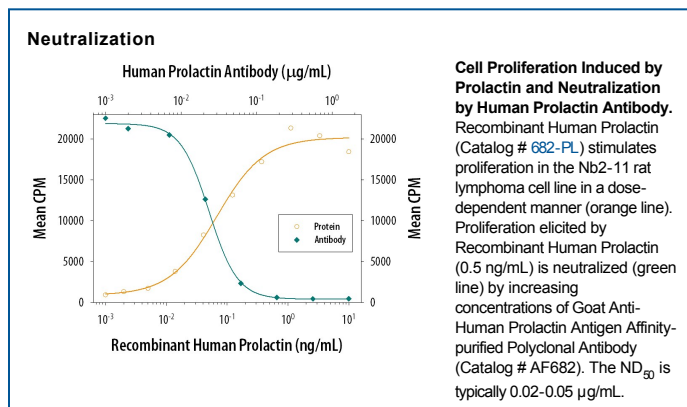 Neutralization
Human Prolactin Antibody (μg/mL)
10⁻³ 10⁻² 10⁻¹ 10⁰
20000 20000
15000 15000
10000 10000
5000 5000
0 0
Mean CPM
Mean CPM
Protein
Antibody
10⁻³ 10⁻² 10⁻¹ 10⁰ 10¹
Recombinant Human Prolactin (ng/mL)
Cell Proliferation Induced by
Prolactin and Neutralization
by Human Prolactin Antibody.
Recombinant Human Prolactin
(Catalog # 682-PL) stimulates
proliferation in the Nb2-11 rat
lymphoma cell line in a dose-
dependent manner (orange line).
Proliferation elicited by
Recombinant Human Prolactin
(0.5 ng/mL) is neutralized (green
line) by increasing
concentrations of Goat Anti-
Human Prolactin Antigen Affinity-
purified Polyclonal Antibody
(Catalog # AF682). The ND₅₀ is
typically 0.02-0.05 µg/mL.